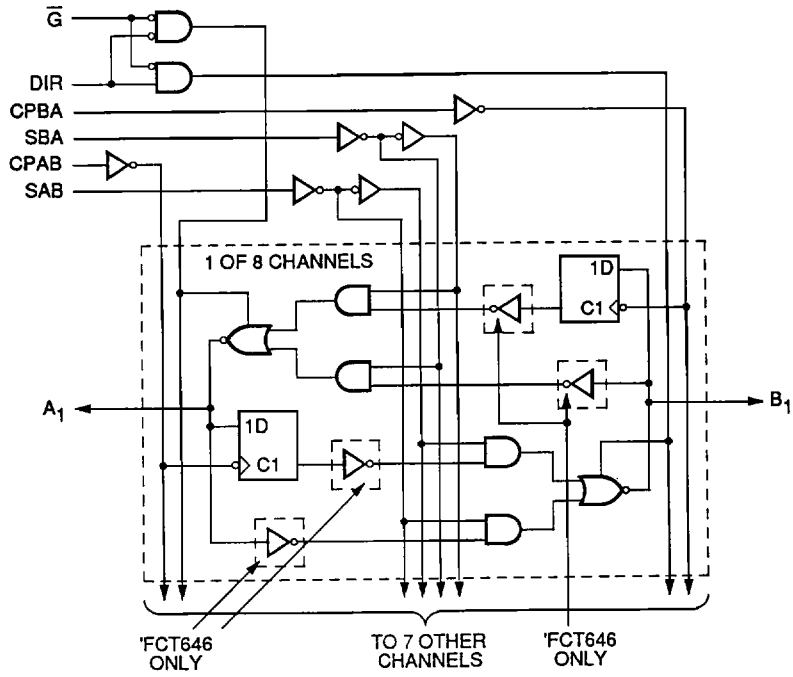 G̅
DIR
CPBA
SBA
CPAB
SAB
1 OF 8 CHANNELS
1D
C1
A1
B1
1D
C1
'FCT646
ONLY
TO 7 OTHER
CHANNELS
'FCT646
ONLY